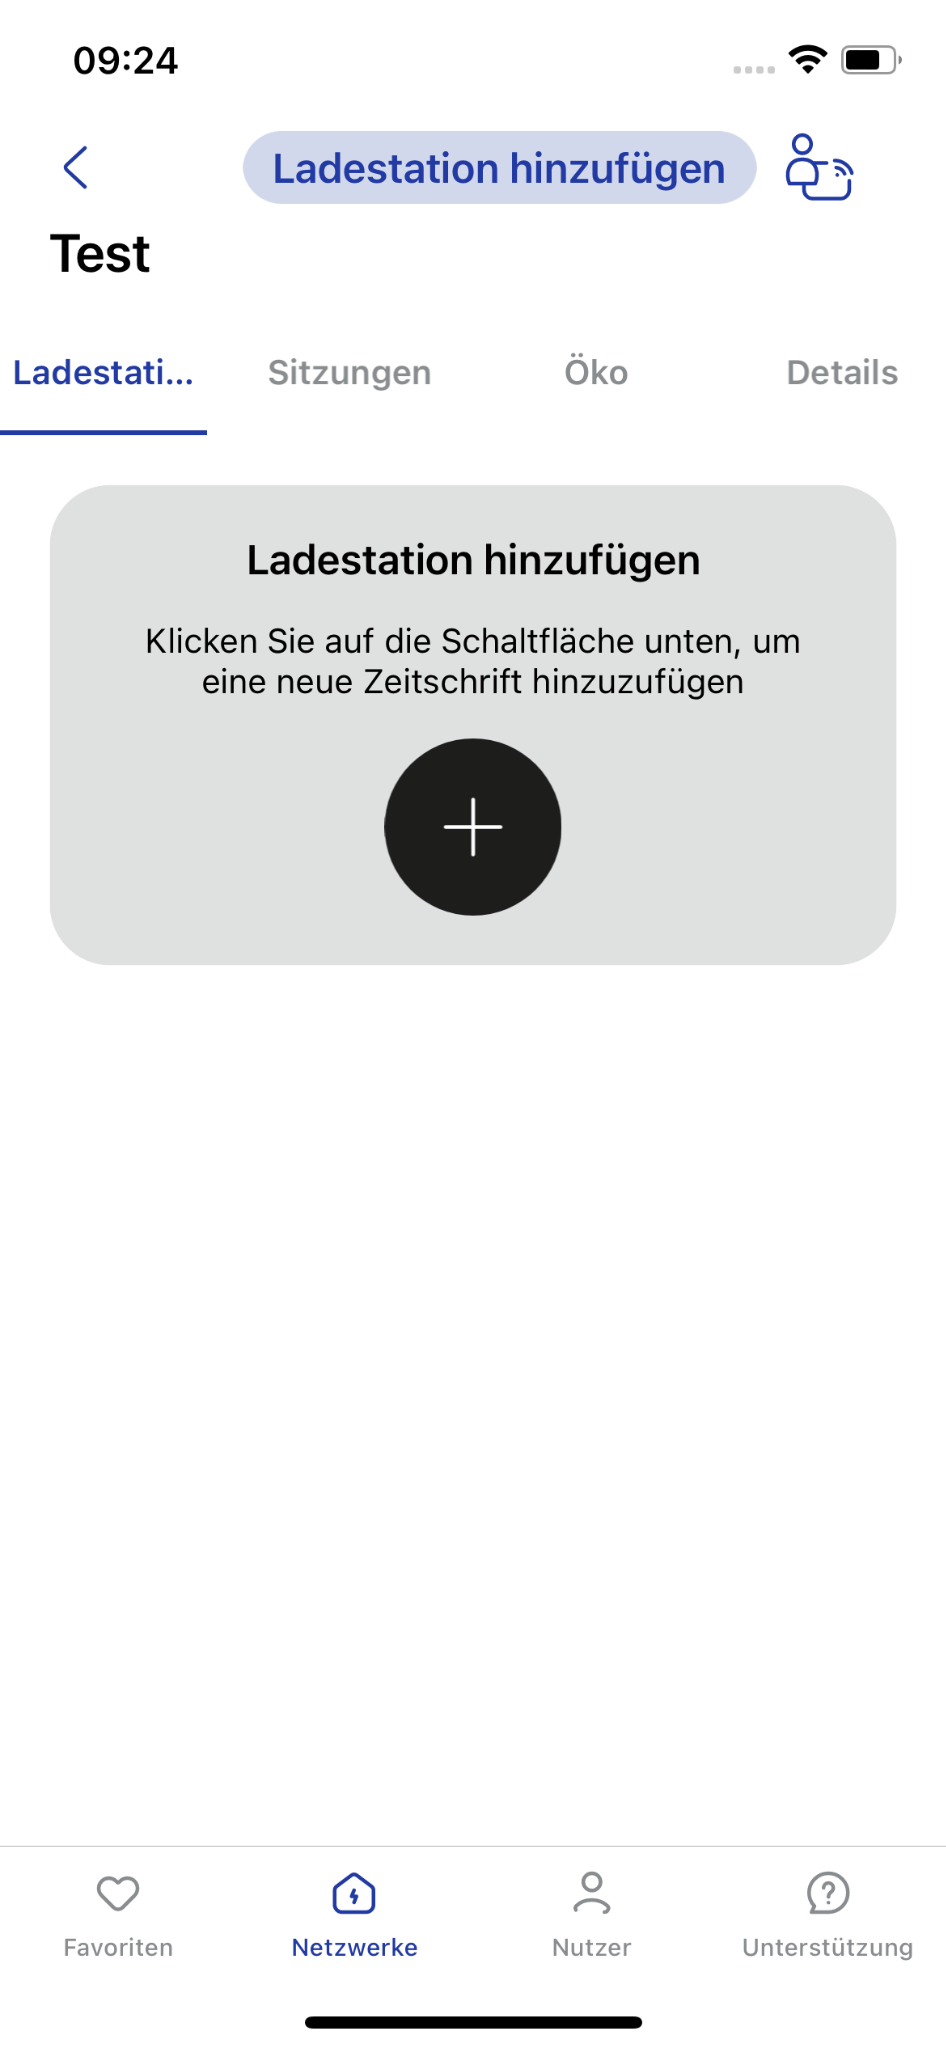 09:24
Ladestation hinzufügen
Test
Ladestati...
Sitzungen
Öko
Details
Ladestation hinzufügen
Klicken Sie auf die Schaltfläche unten, um
eine neue Zeitschrift hinzuzufügen
Favoriten
Netzwerke
Nutzer
Unterstützung